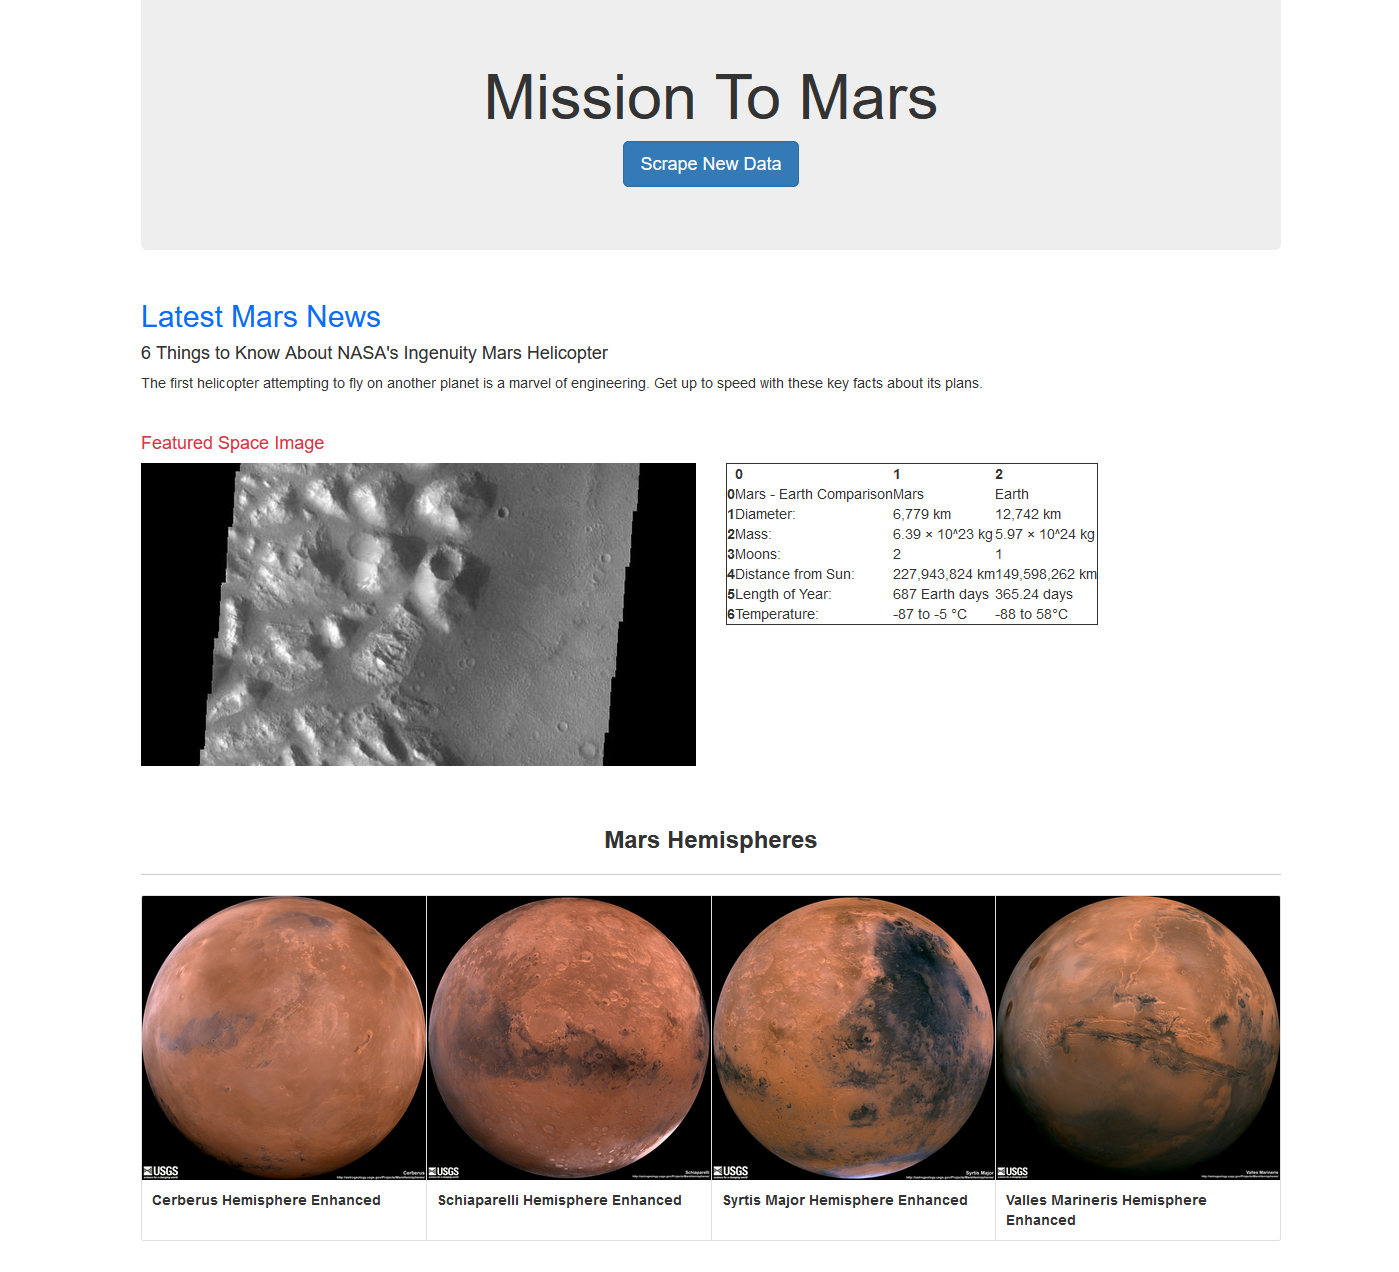 Mission To Mars
Scrape New Data
Latest Mars News
6 Things to Know About NASA's Ingenuity Mars Helicopter
The first helicopter attempting to fly on another planet is a marvel of engineering. Get up to speed with these key facts about its plans.
Featured Space Image
0 1 2
0 Mars - Earth Comparison Mars Earth
1 Diameter: 6,779 km 12,742 km
2 Mass: 6.39 × 10^23 kg 5.97 × 10^24 kg
3 Moons: 2 1
4 Distance from Sun: 227,943,824 km 149,598,262 km
5 Length of Year: 687 Earth days 365.24 days
6 Temperature: -87 to -5 °C -88 to 58°C
Mars Hemispheres
USGS
Cerberus
USGS
Schiaparelli
USGS
Syrtis Major
USGS
Valles Marineris
Cerberus Hemisphere Enhanced
Schiaparelli Hemisphere Enhanced
Syrtis Major Hemisphere Enhanced
Valles Marineris Hemisphere
Enhanced